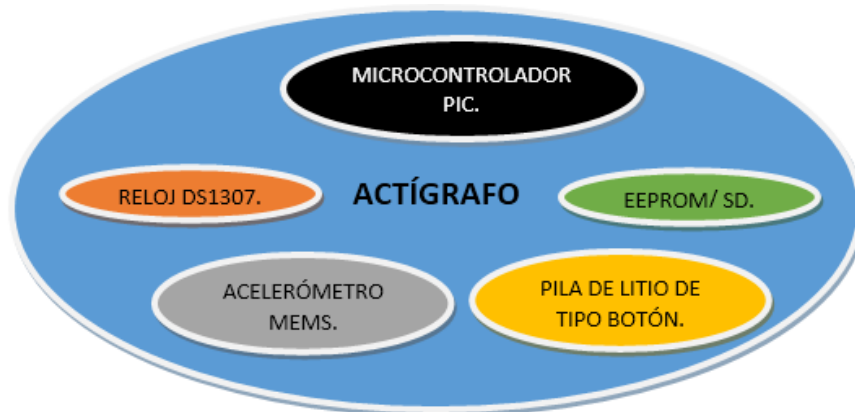 MICROCONTROLADOR
PIC.
RELOJ DS1307.
ACTÍGRAFO
EEPROM/ SD.
ACELERÓMETRO
MEMS.
PILA DE LITIO DE
TIPO BOTÓN.